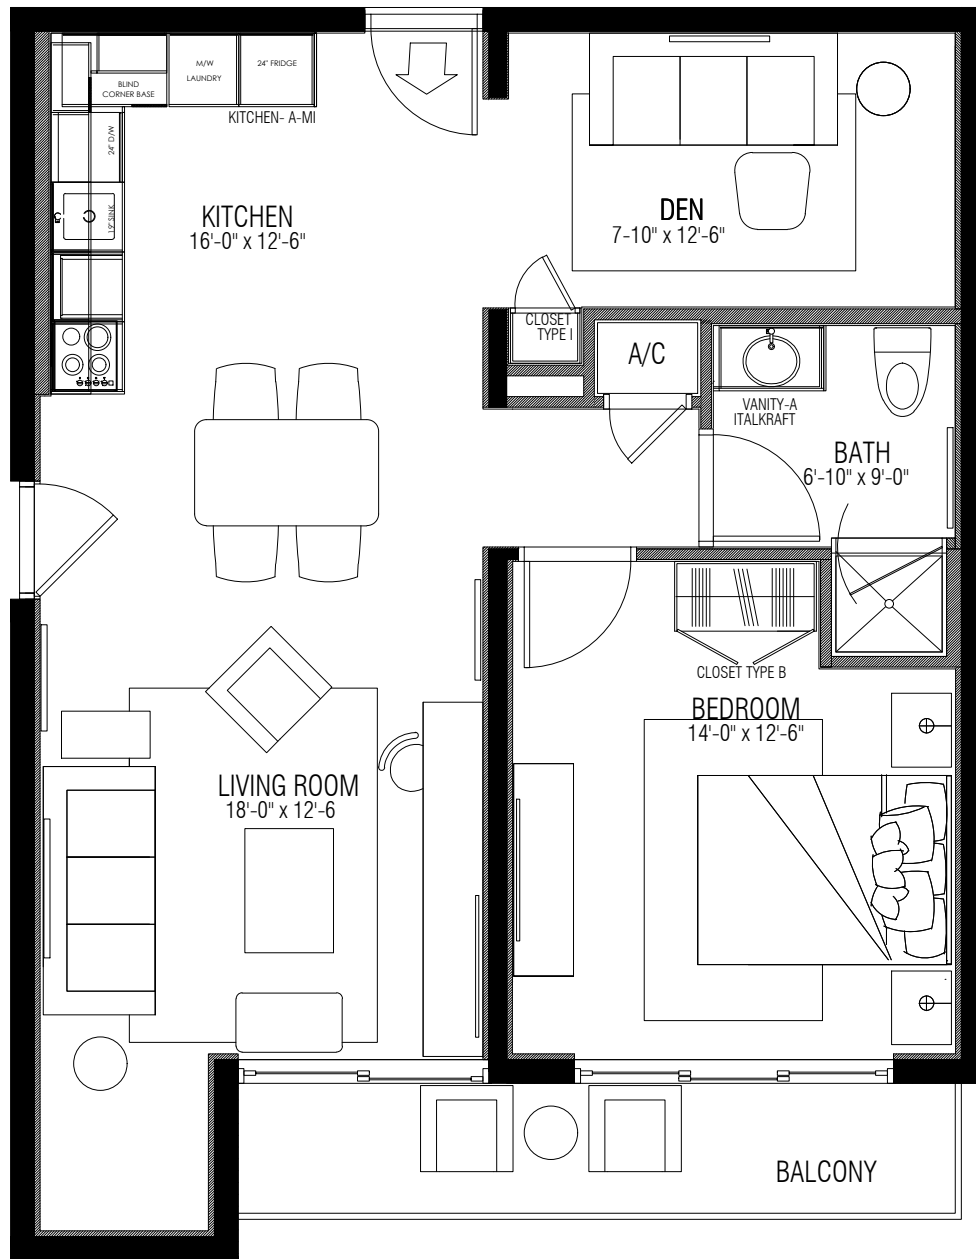 M/W
LAUNDRY
24" FRIDGE
BLIND
CORNER BASE
KITCHEN- A-MI
24" D/W
19" SINK
KITCHEN
16'-0" x 12'-6"
DEN
7-10" x 12'-6"
CLOSET
TYPE I
A/C
VANITY-A
ITALKRAFT
BATH
6'-10" x 9'-0"
CLOSET TYPE B
BEDROOM
14'-0" x 12'-6"
LIVING ROOM
18'-0" x 12'-6
BALCONY